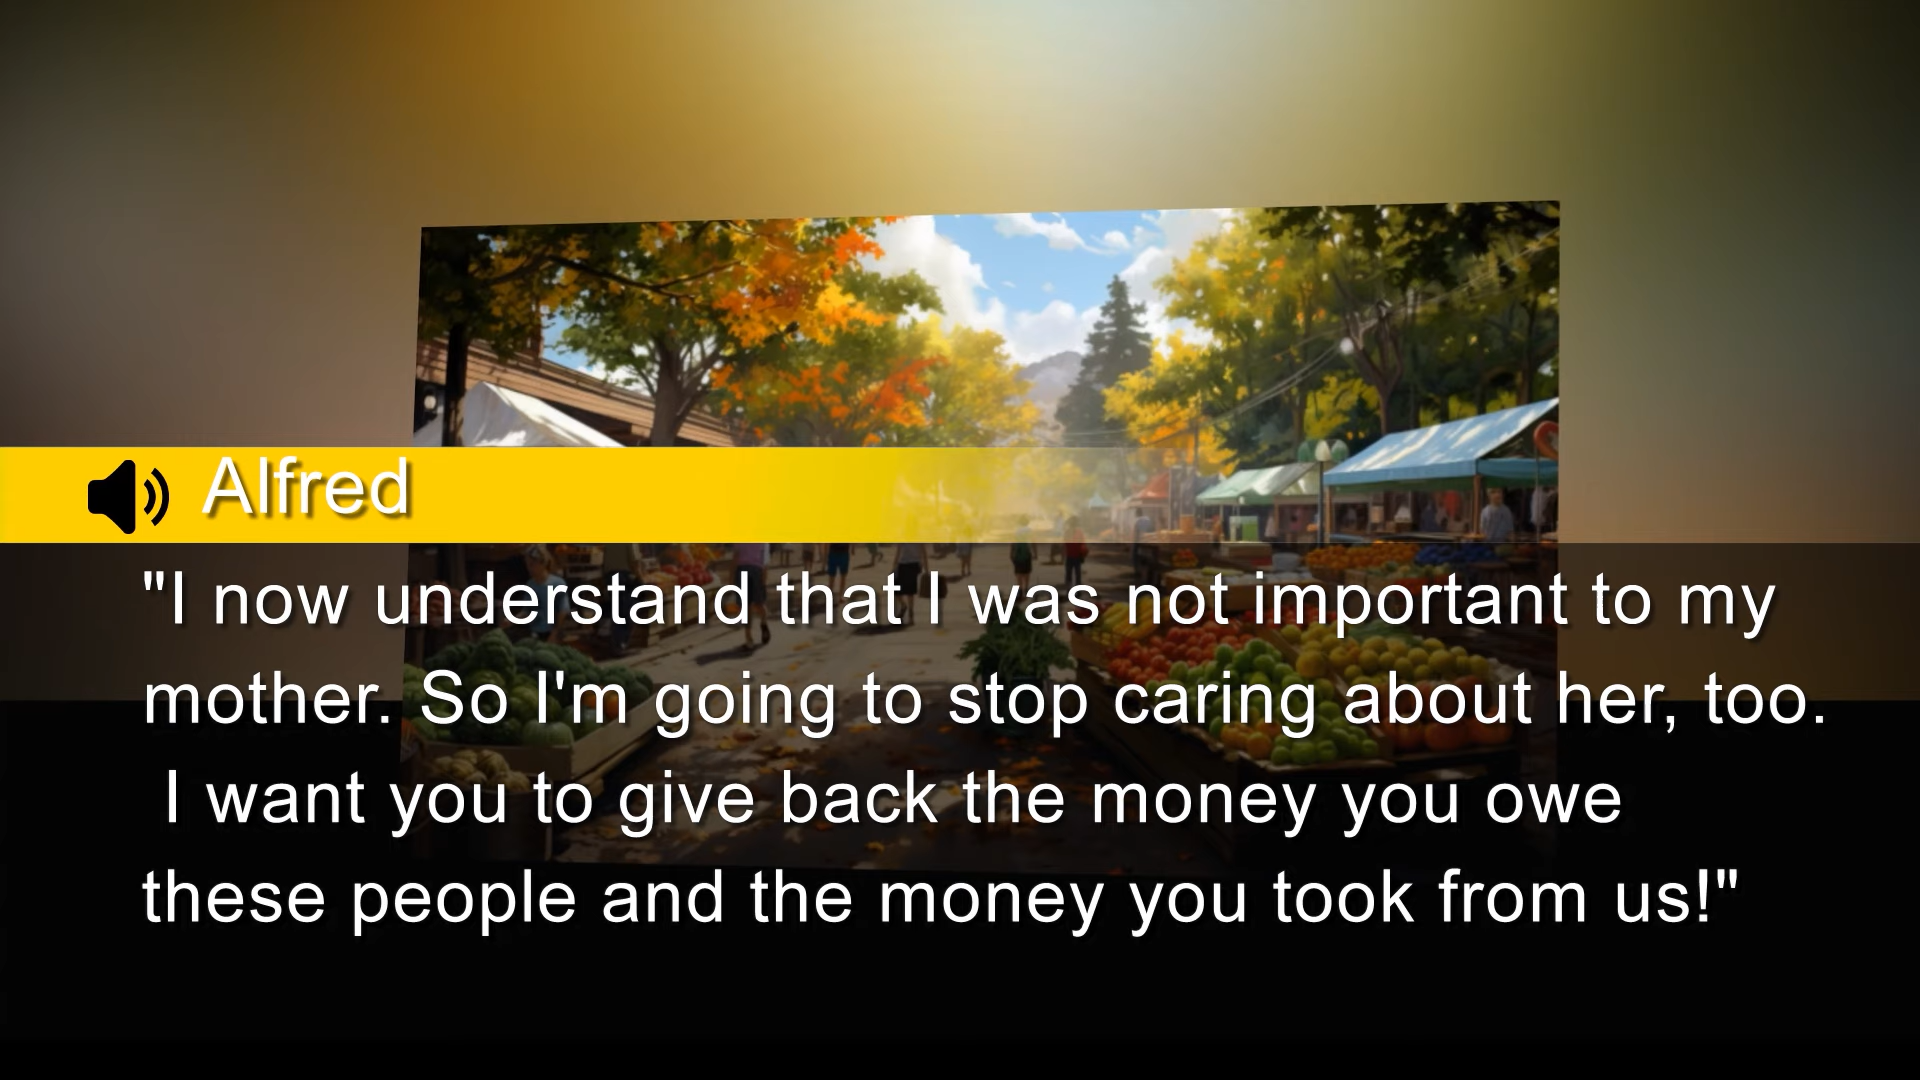 Alfred
"I now understand that I was not important to my
mother. So I'm going to stop caring about her, too.
I want you to give back the money you owe
these people and the money you took from us!"